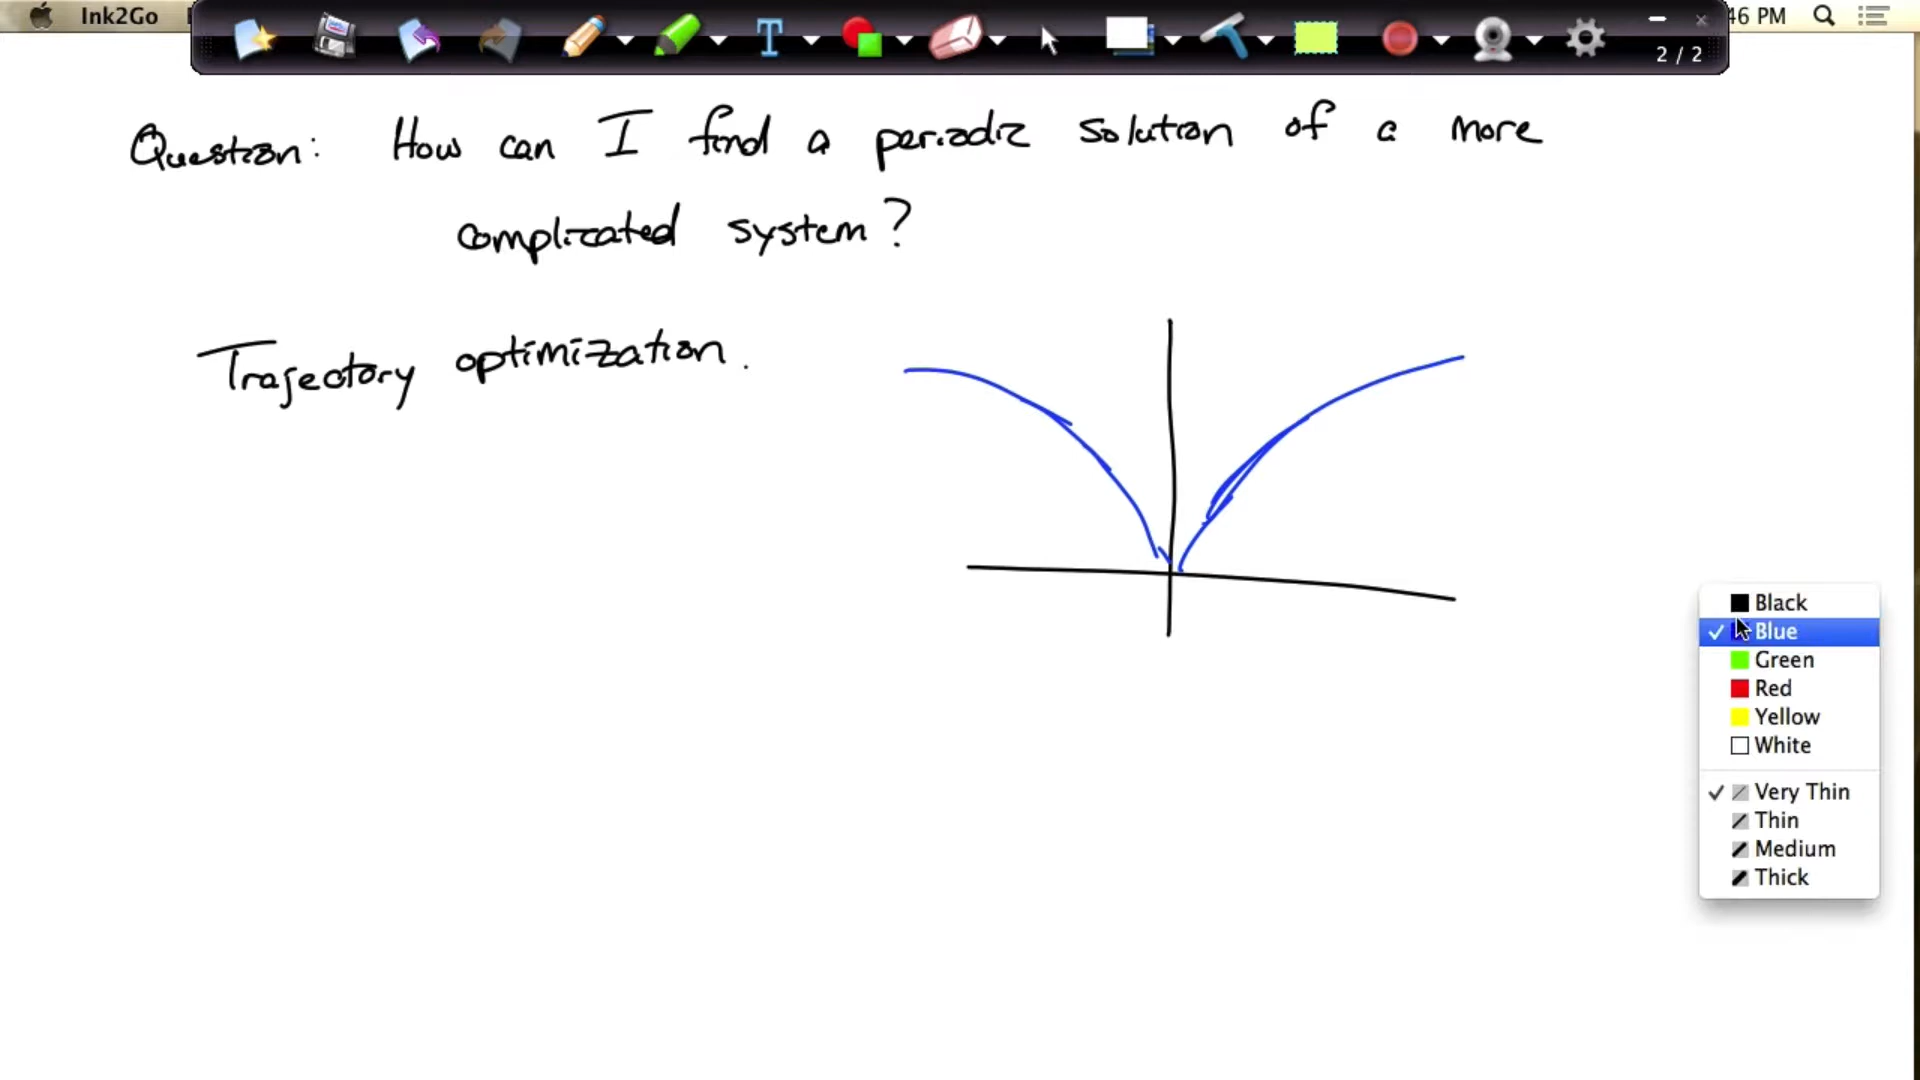 Ink2Go
46 PM
2 / 2
Question: How can I find a periodic solution of a more
complicated system?
Trajectory optimization.
Black
Blue
Green
Red
Yellow
White
Very Thin
Thin
Medium
Thick